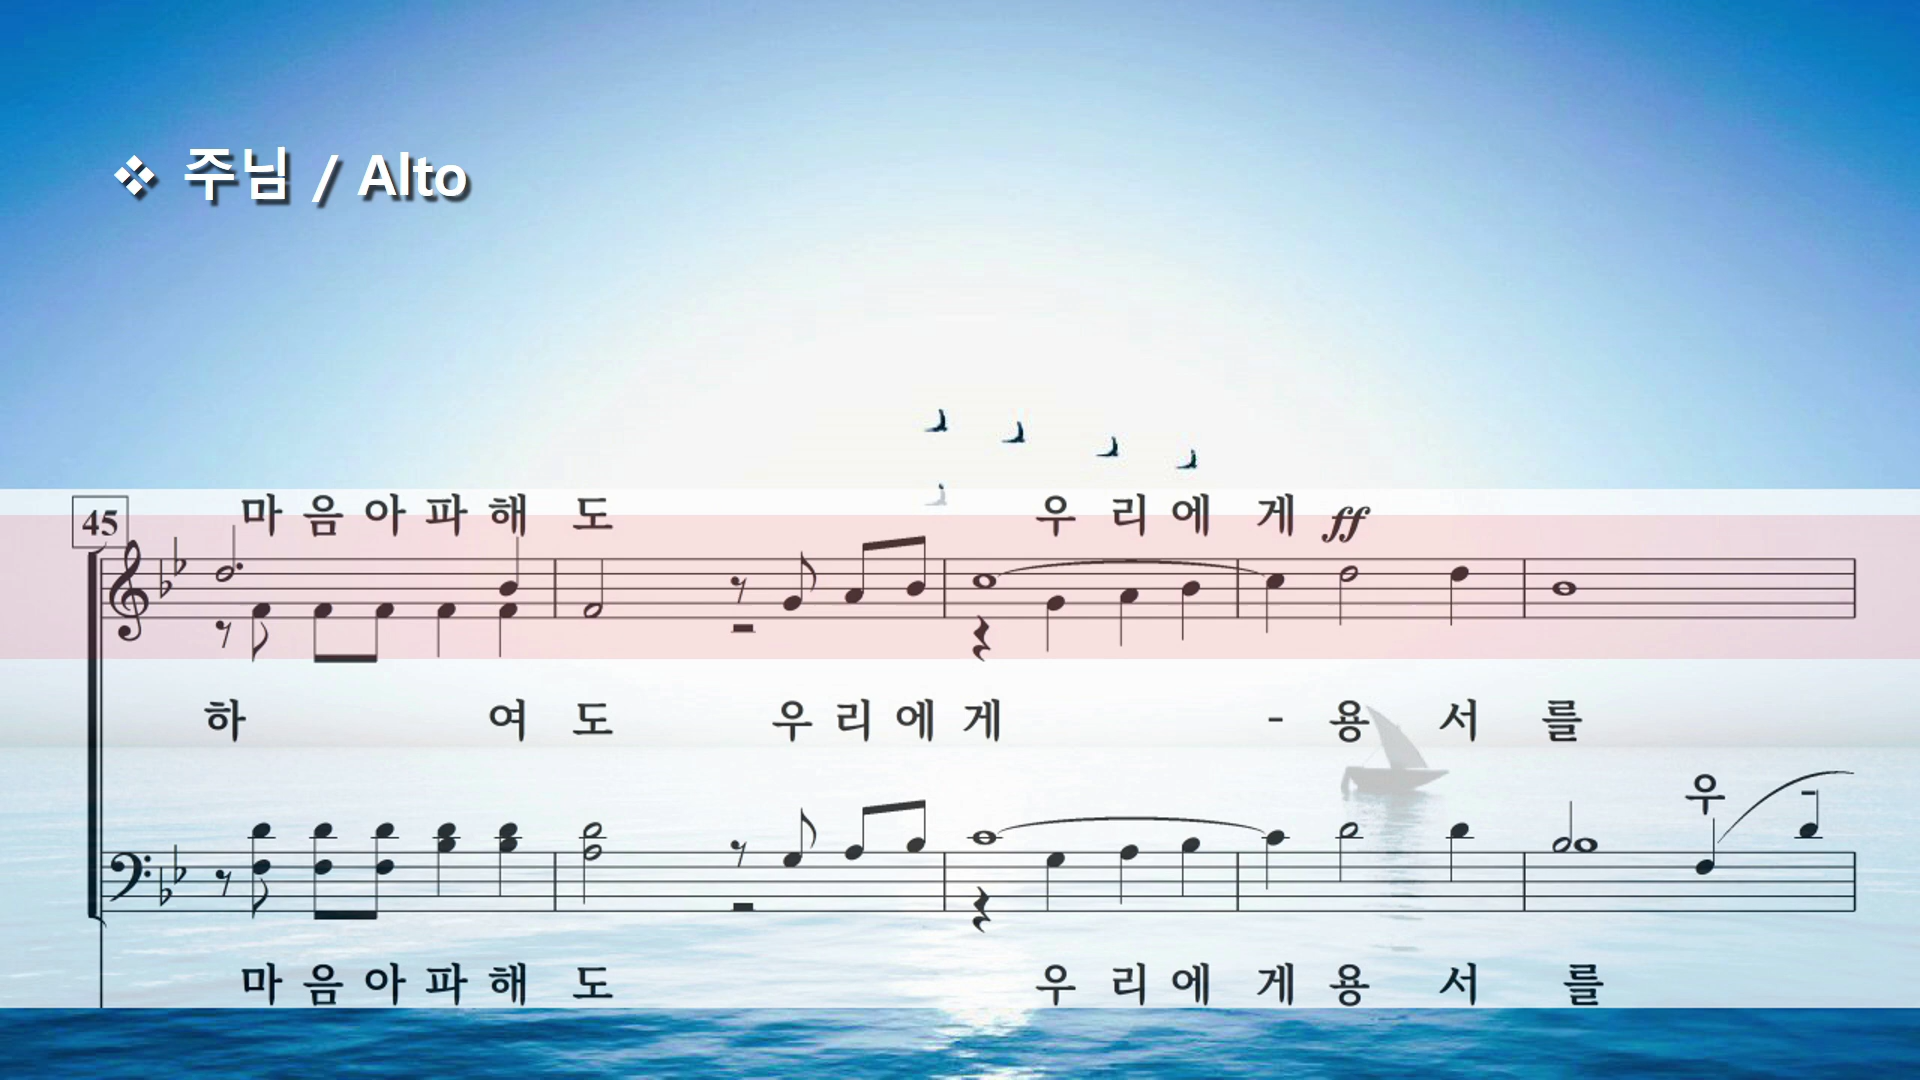 ❖ 주님 / Alto
마 음 아 파 해 도 우 리 에 게
45
ff
하 여 도 우 리 에 게 - 용 서 를
우 -
마 음 아 파 해 도 우 리 에 게 용 서 를